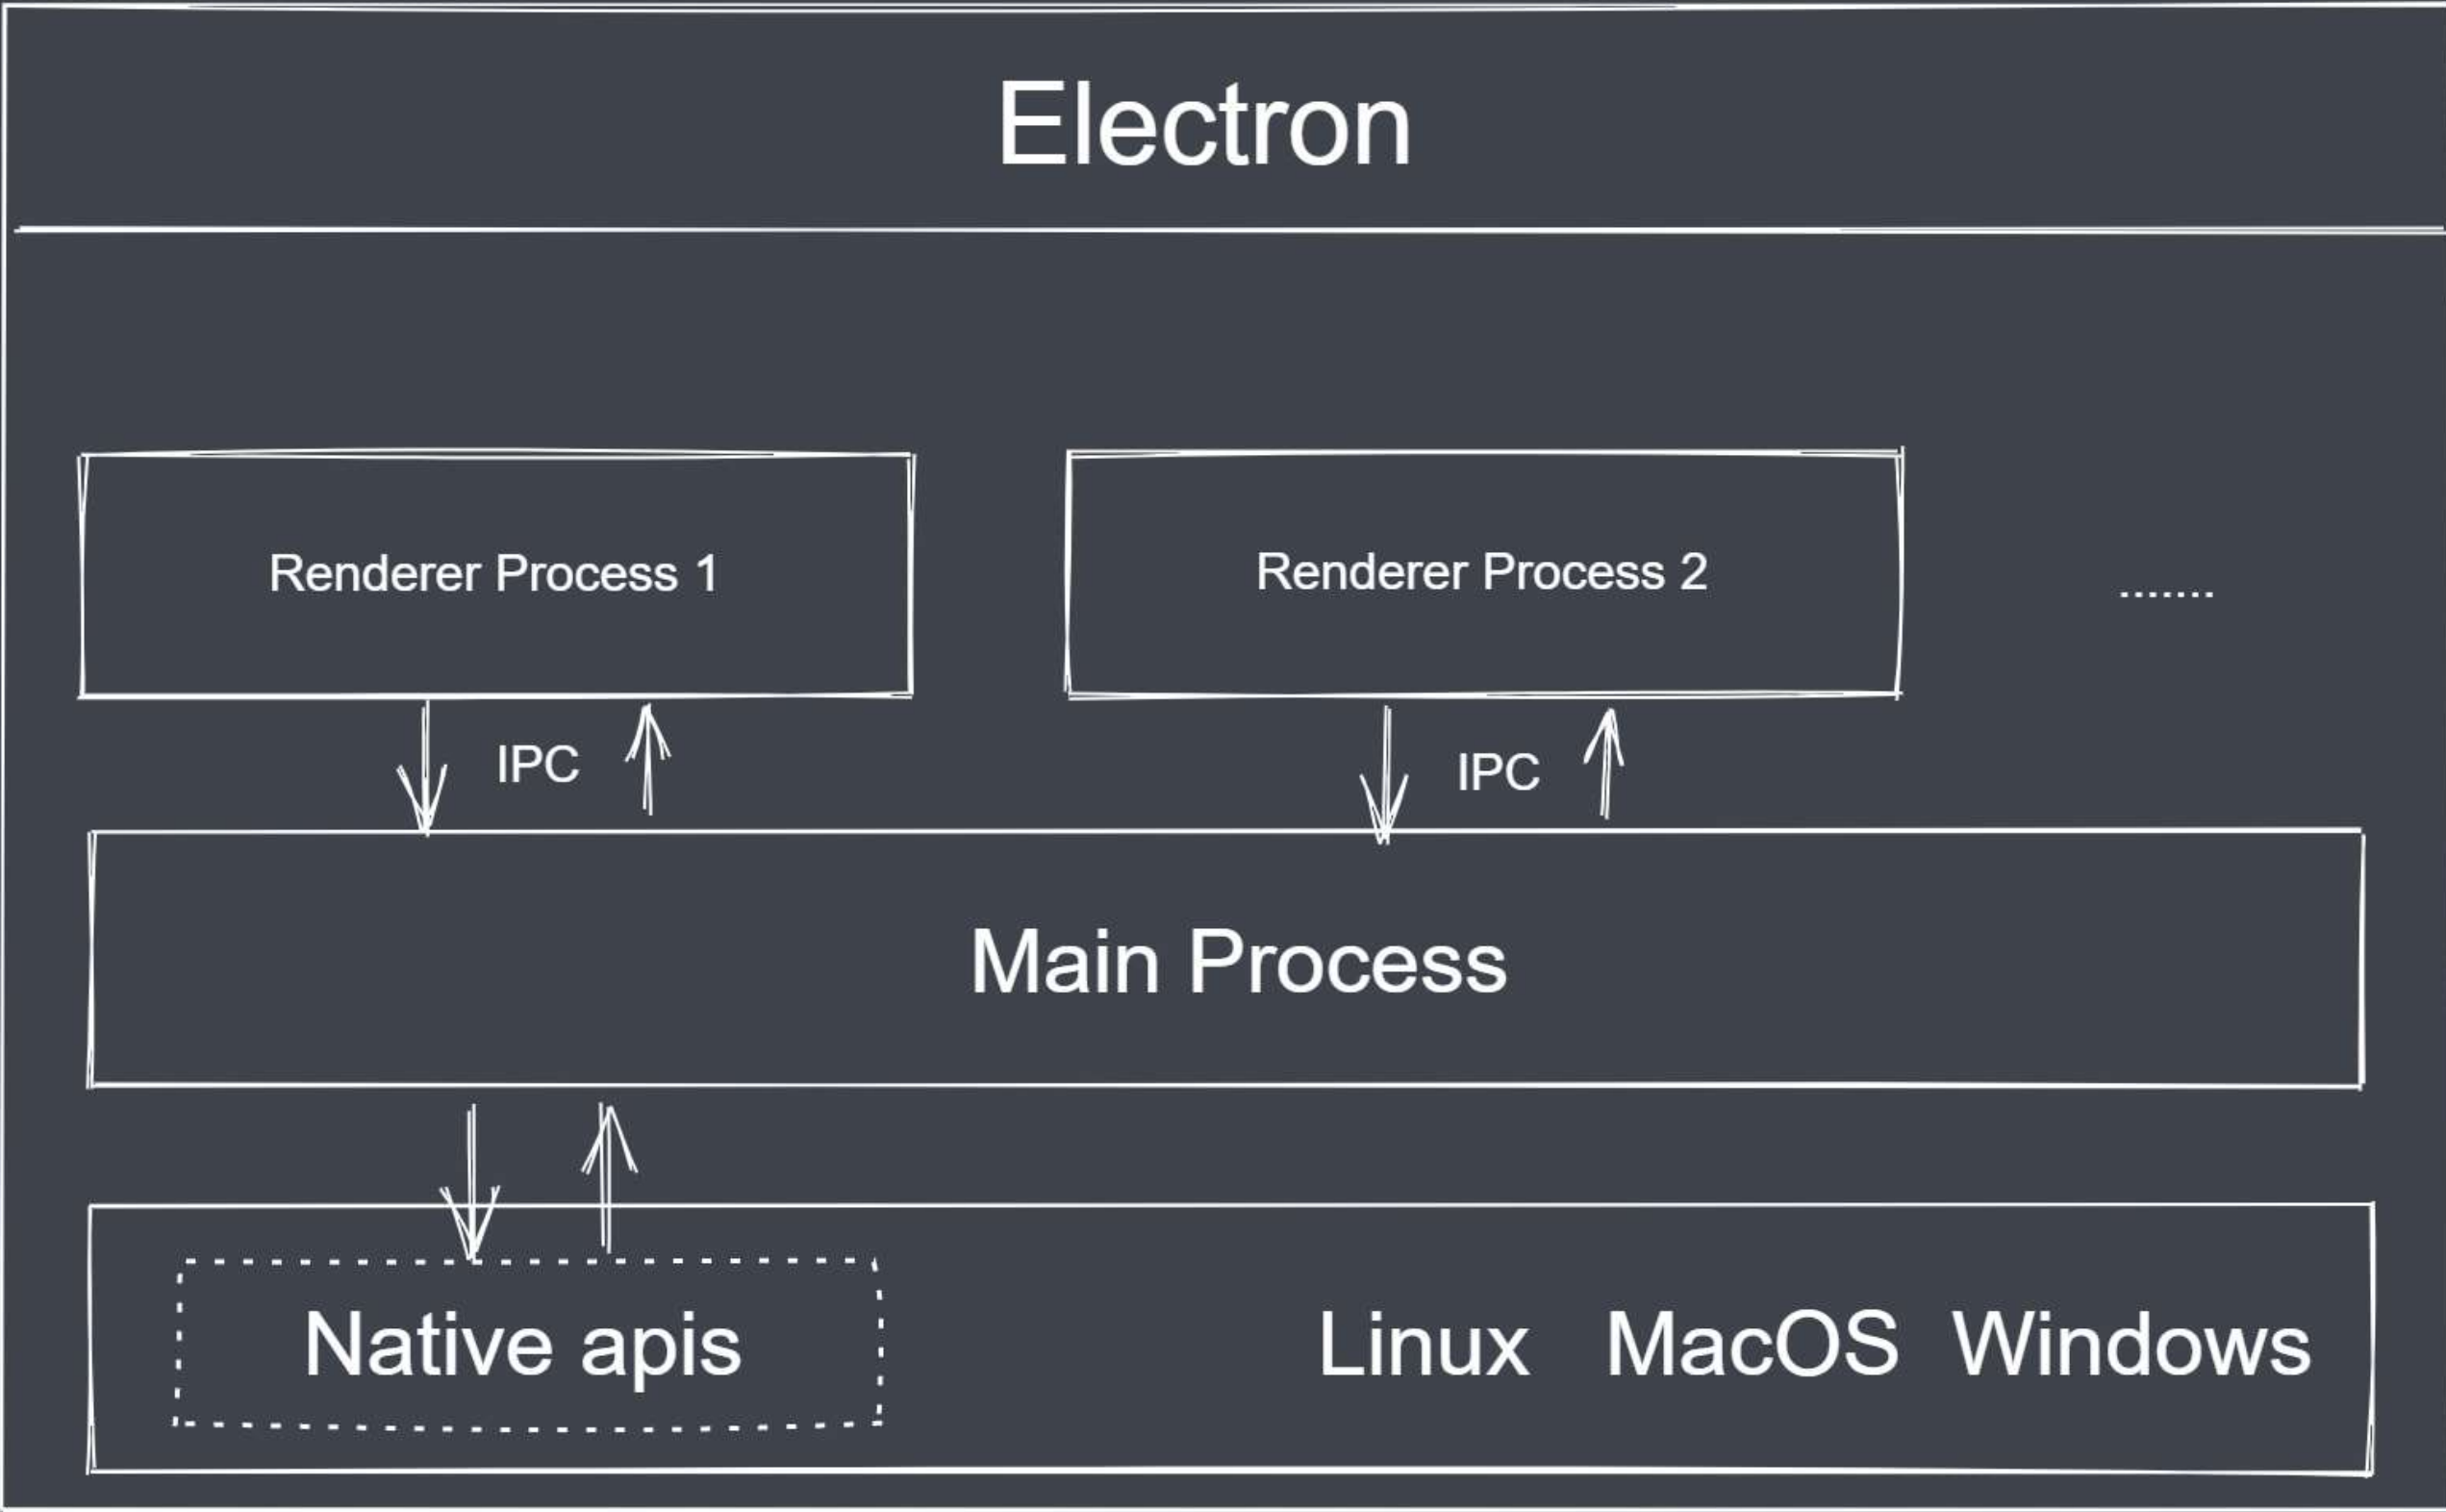 Electron
Renderer Process 1
Renderer Process 2
.......
IPC
IPC
Main Process
Native apis
Linux MacOS Windows